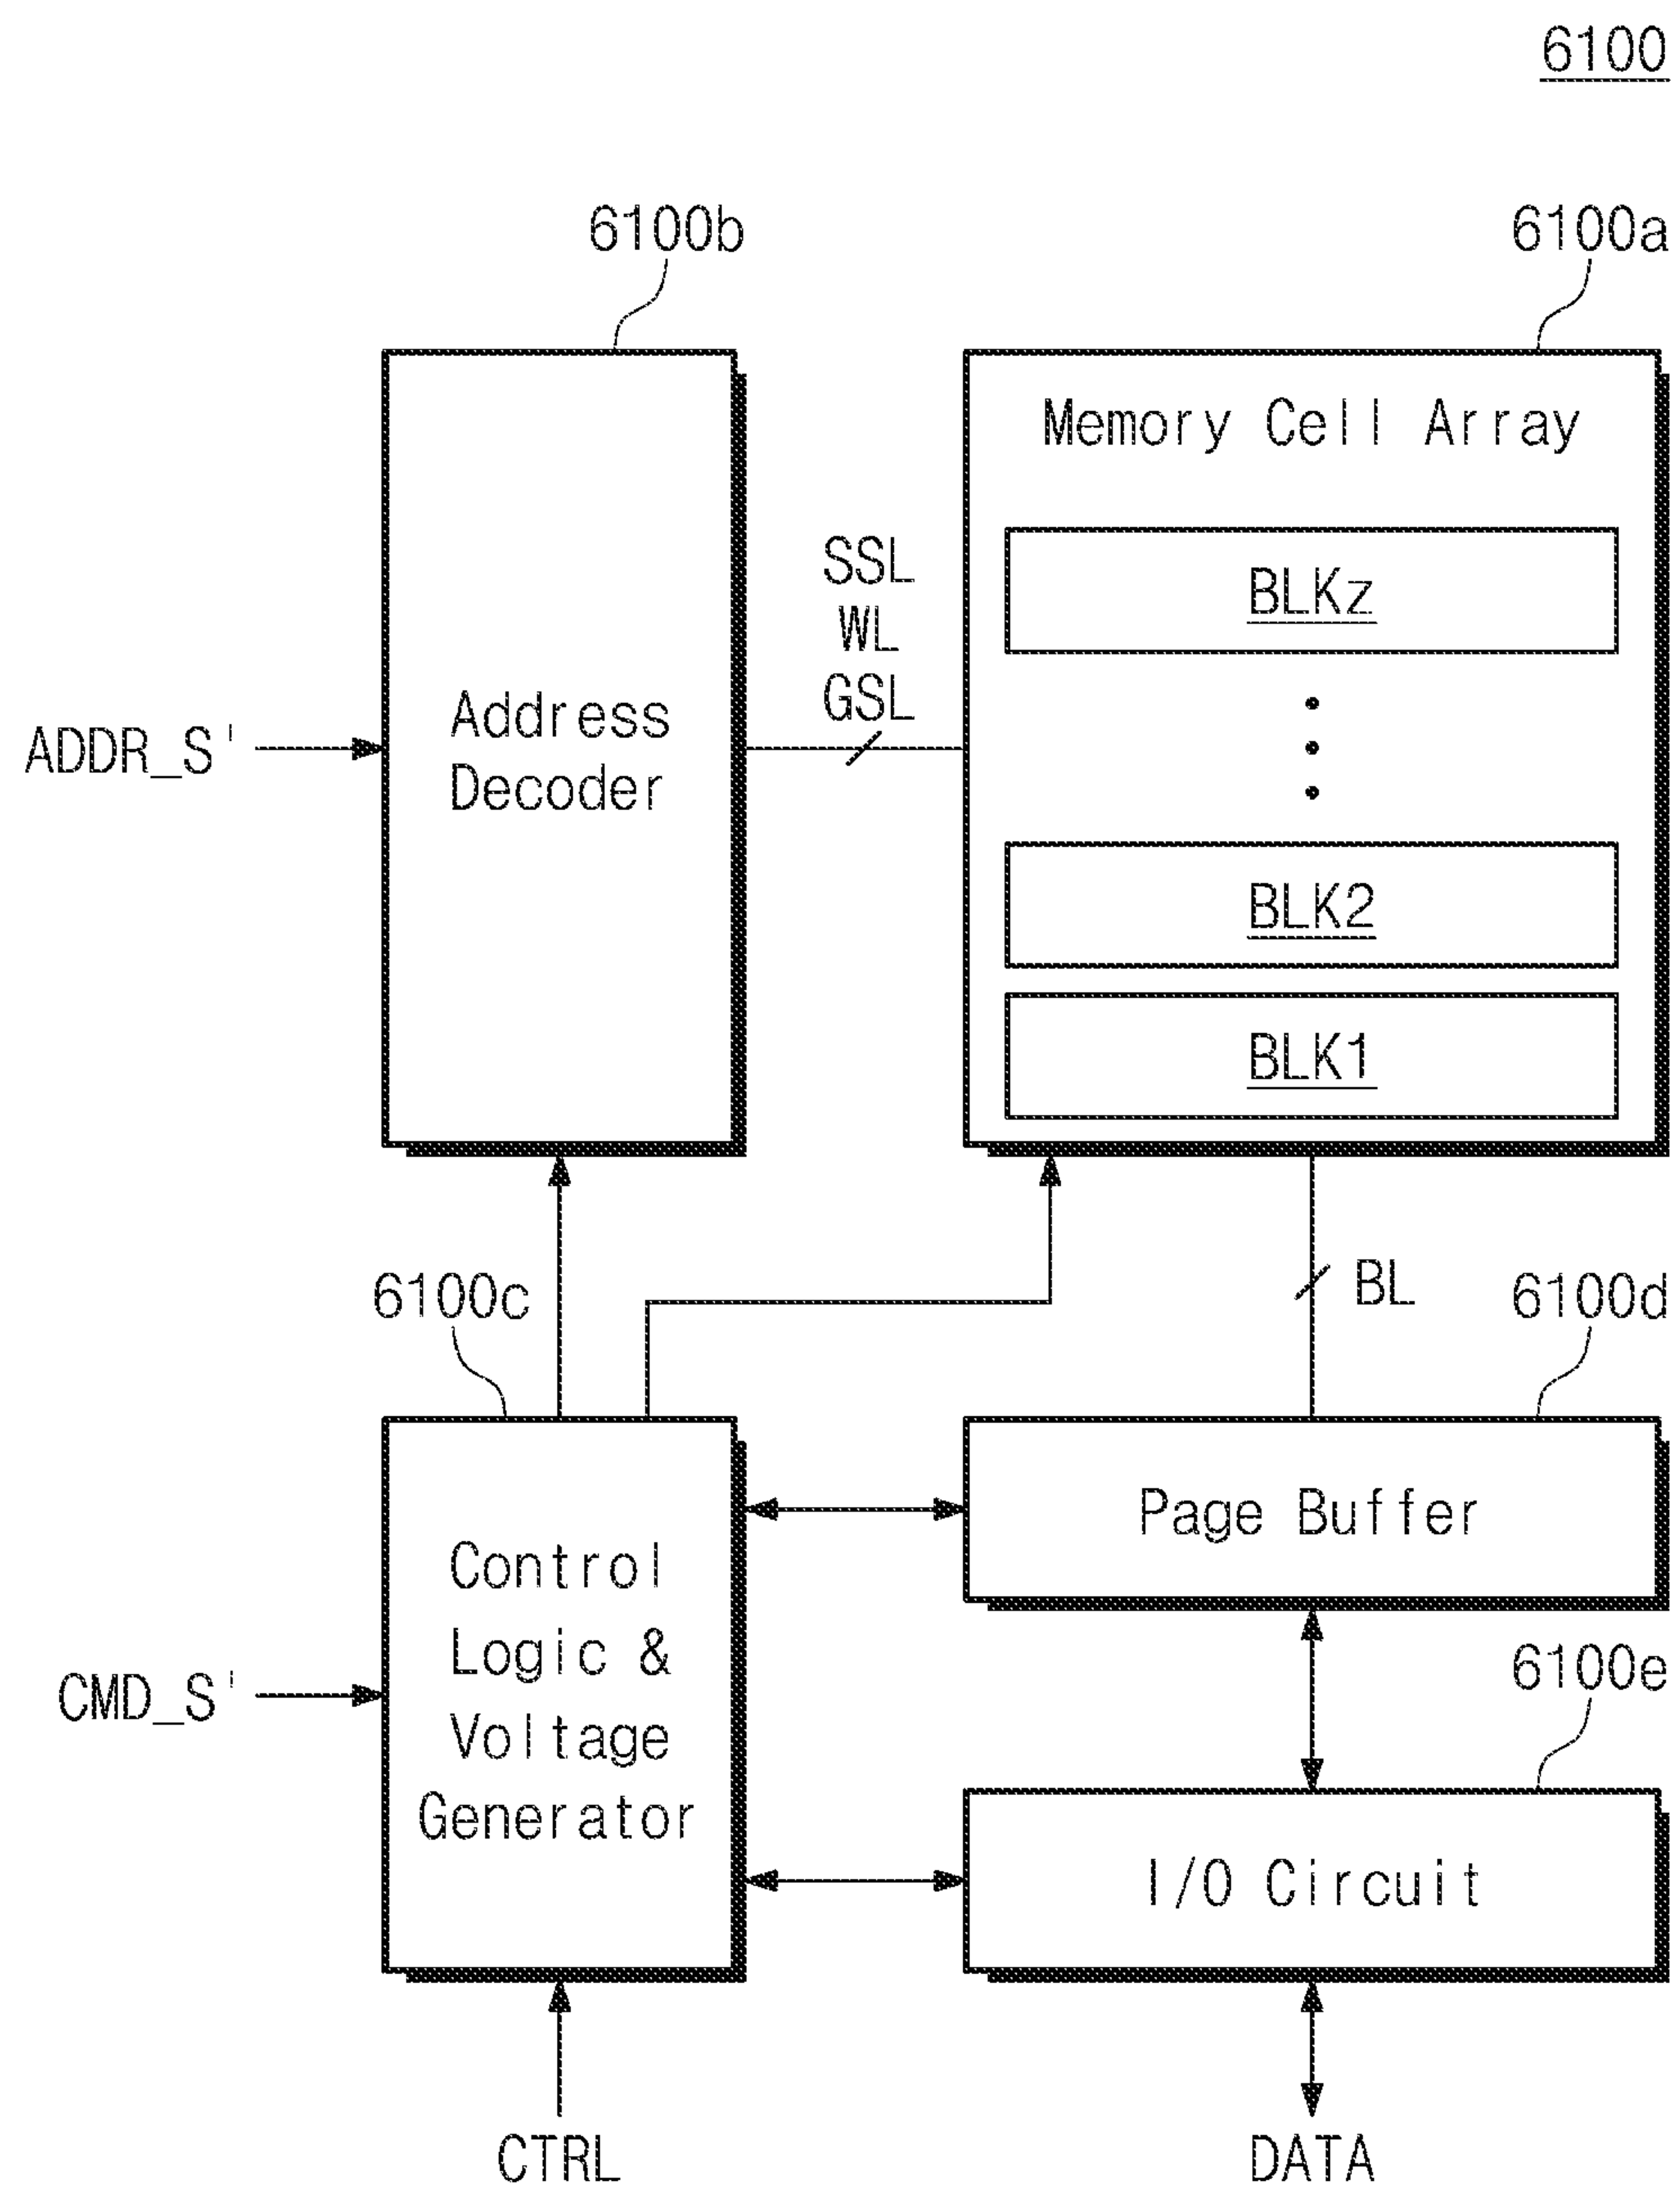 6100
6100b
6100a
Memory Cell Array
SSL
WL
GSL
BLKz
Address
Decoder
ADDR_S'
BLK2
BLK1
6100c
BL
6100d
Page Buffer
Control
Logic &
Voltage
Generator
CMD_S'
6100e
I/O Circuit
CTRL
DATA